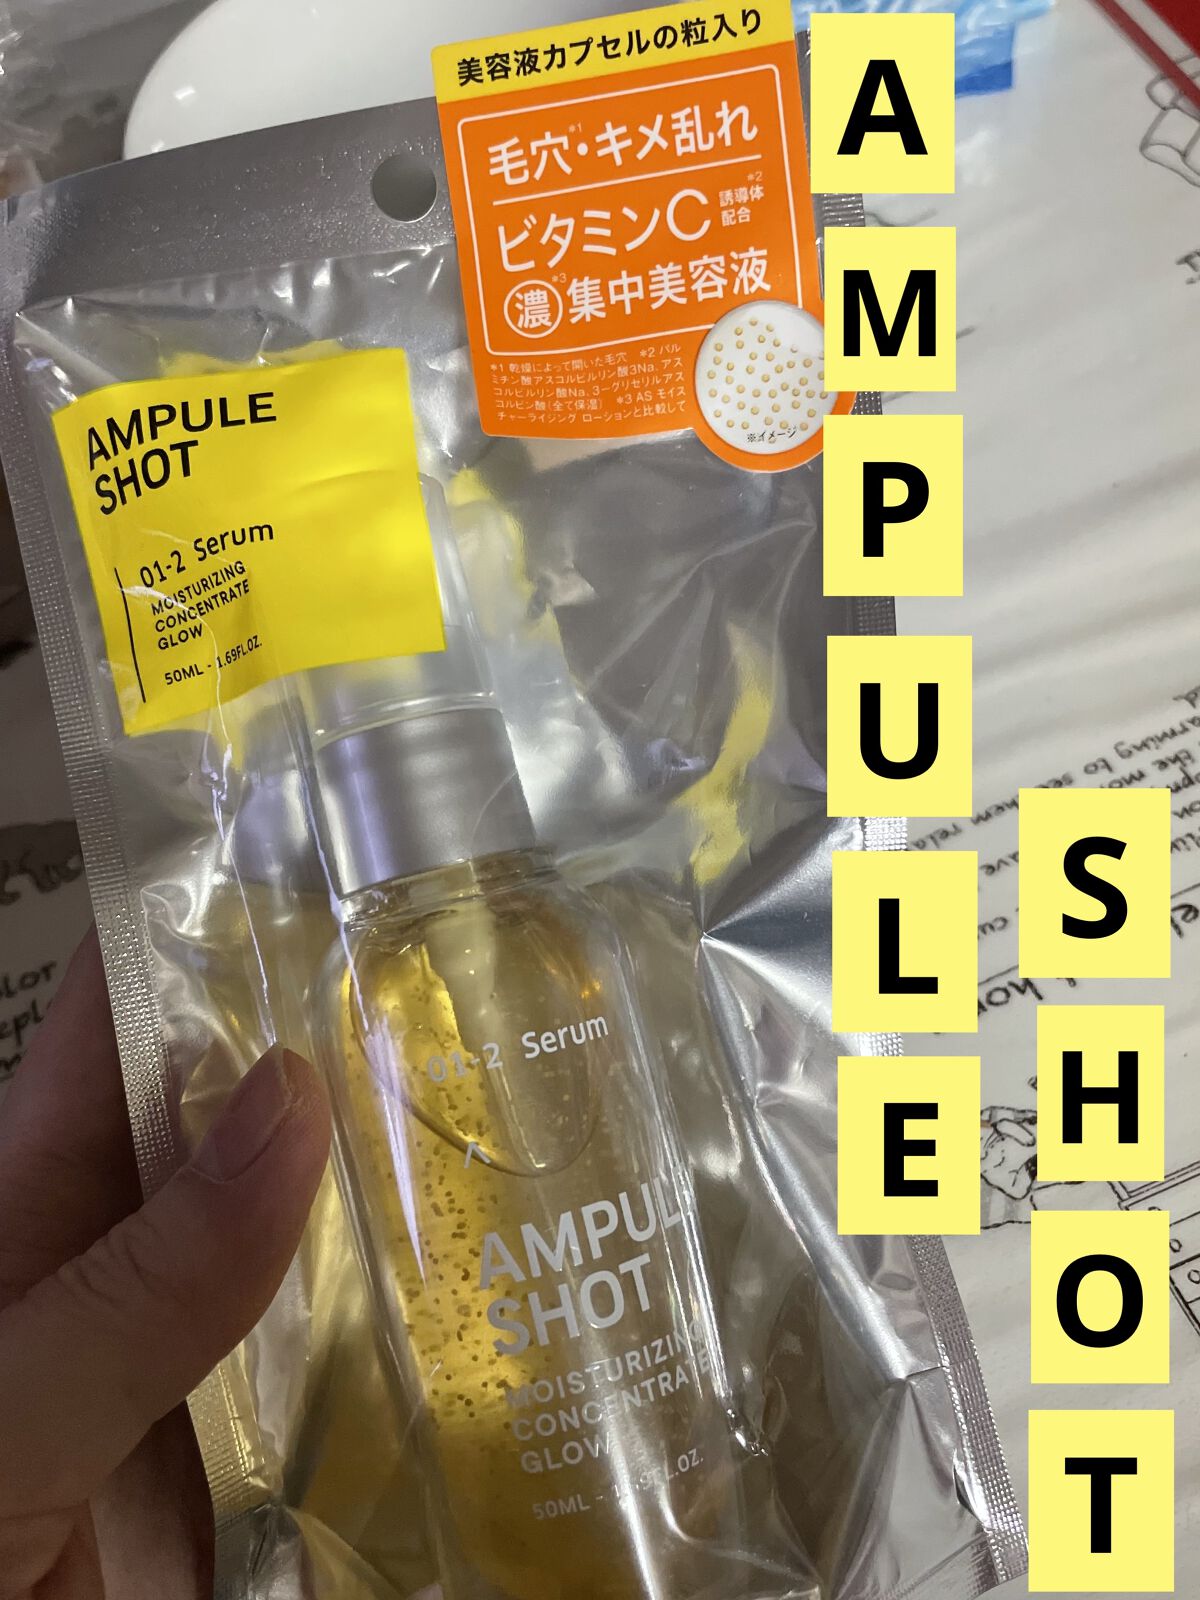 美容液カプセルの粒入り
毛穴*1・キメ乱れ
ビタミンC 誘導体*2配合
濃*3集中美容液
*1 乾燥によって開いた毛穴 *2 パル
ミチン酸アスコルビルリン酸3Na、アス
コルビルリン酸Na、3-グリセリルアス
コルビン酸(全て保湿) *3 AS モイス
チャーライジング ローションと比較して
※イメージ
AMPULE
SHOT
01-2 Serum
MOISTURIZING
CONCENTRATE
GLOW
50ML - 1.69FL.OZ.
01-2 Serum
AMPUL
SHOT
MOISTURIZING
CONCENTRATE
GLOW
50ML -
A
M
P
U
L
E
S
H
O
T